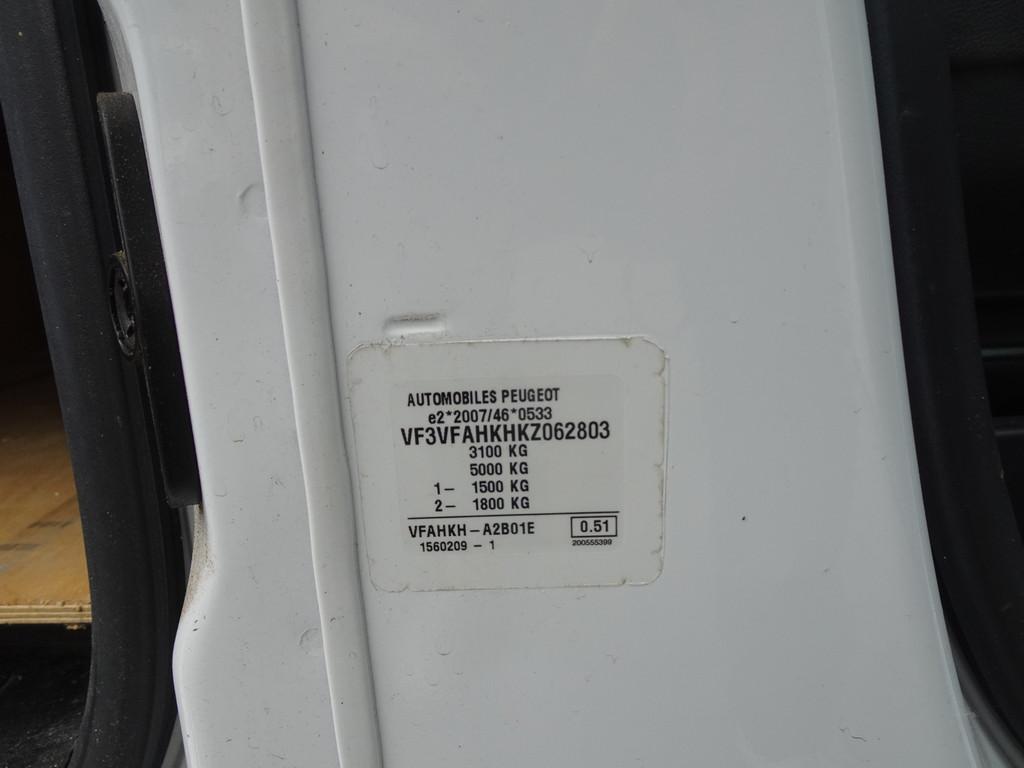 AUTOMOBILES PEUGEOT
e2*2007/46*0533
VF3VFAHKHKZ062803
3100 KG
5000 KG
1- 1500 KG
2- 1800 KG
VFAHKH-A2B01E 0.51
1560209-1 200555399